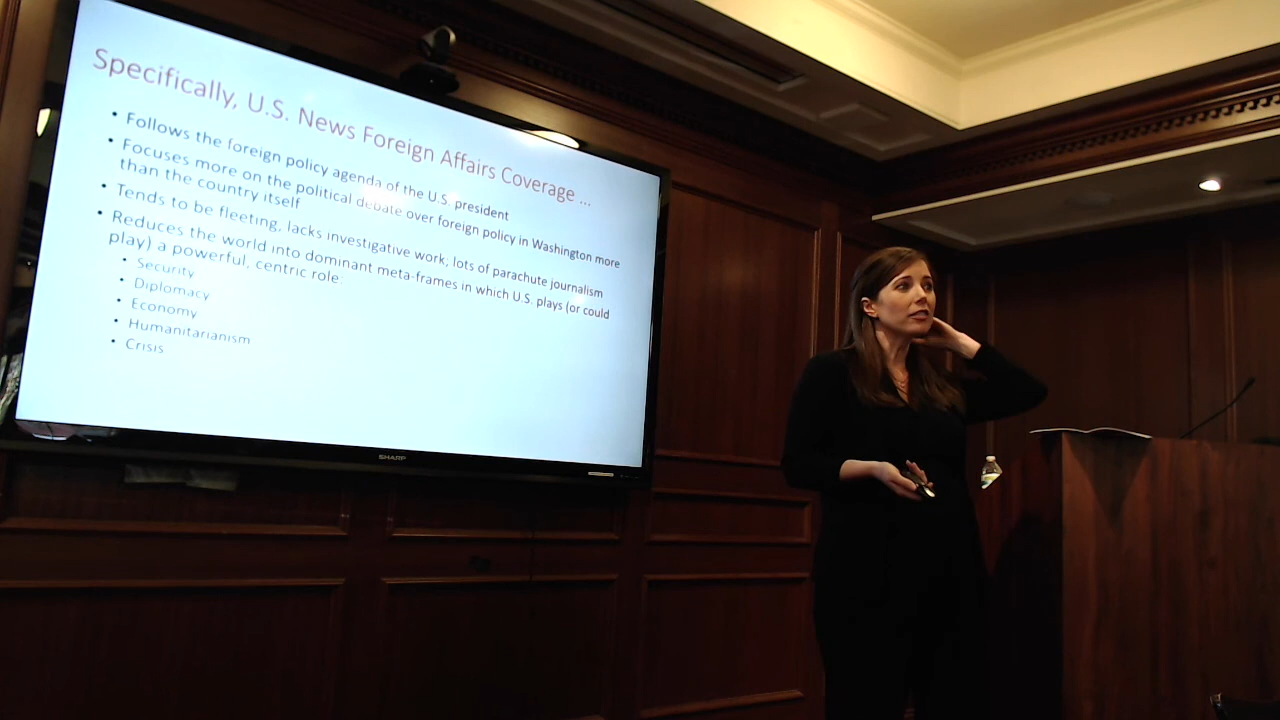 Specifically, U.S. News Foreign Affairs Coverage ...
• Follows the foreign policy agenda of the U.S. president
• Focuses more on the political debate over foreign policy in Washington more
than the country itself
• Tends to be fleeting, lacks investigative work, lots of parachute journalism
• Reduces the world into dominant meta-frames in which U.S. plays (or could
play) a powerful, centric role:
• Security
• Diplomacy
• Economy
• Humanitarianism
• Crisis
SHARP